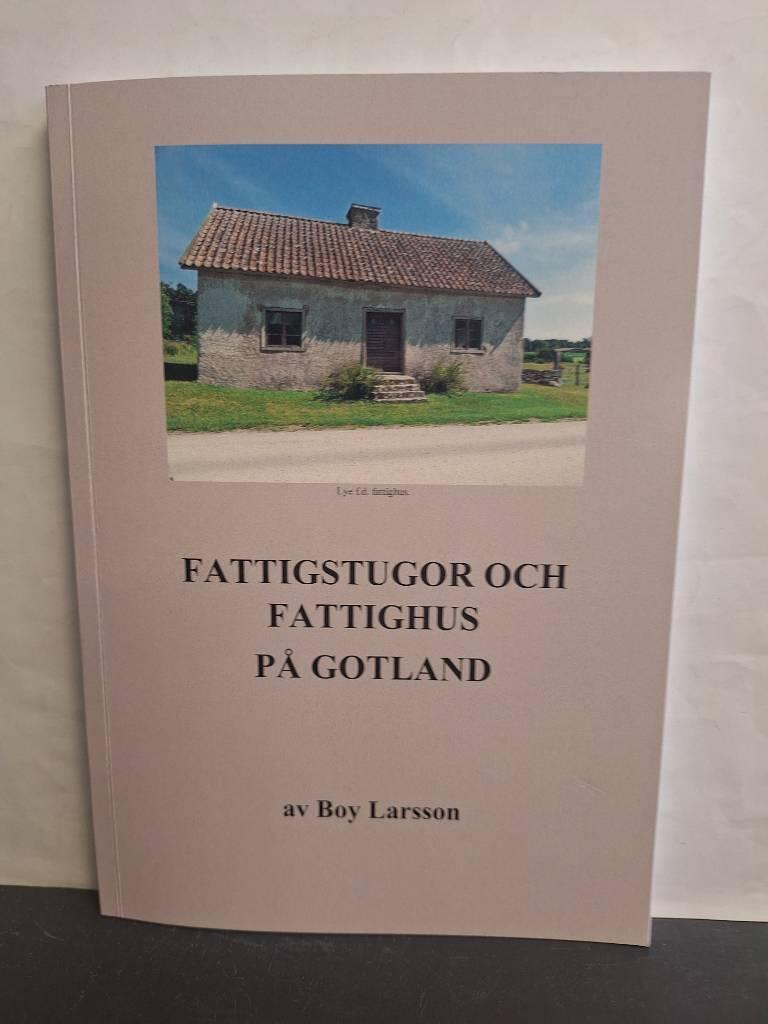 Lye f.d. fattighus.
FATTIGSTUGOR OCH
FATTIGHUS
PÅ GOTLAND
av Boy Larsson